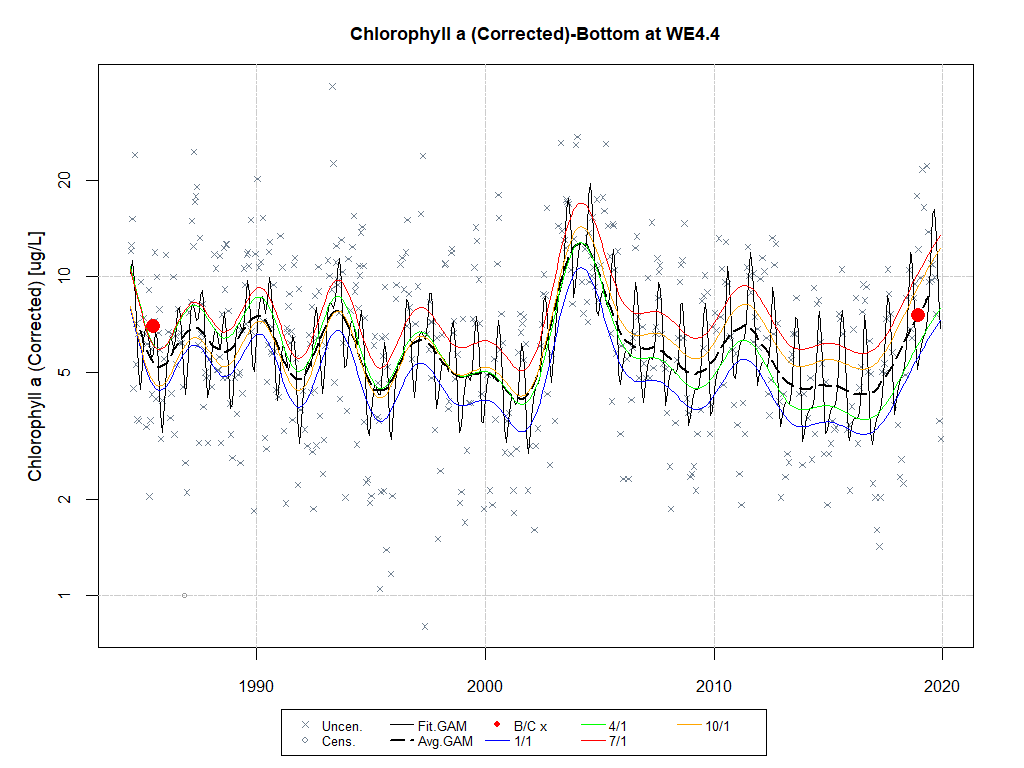 Chlorophyll a (Corrected)-Bottom at WE4.4
Chlorophyll a (Corrected) [ug/L]
20
10
5
2
1
1990 2000 2010 2020
Uncen. Fit.GAM B/C x 4/1 10/1
Cens. Avg.GAM 1/1 7/1